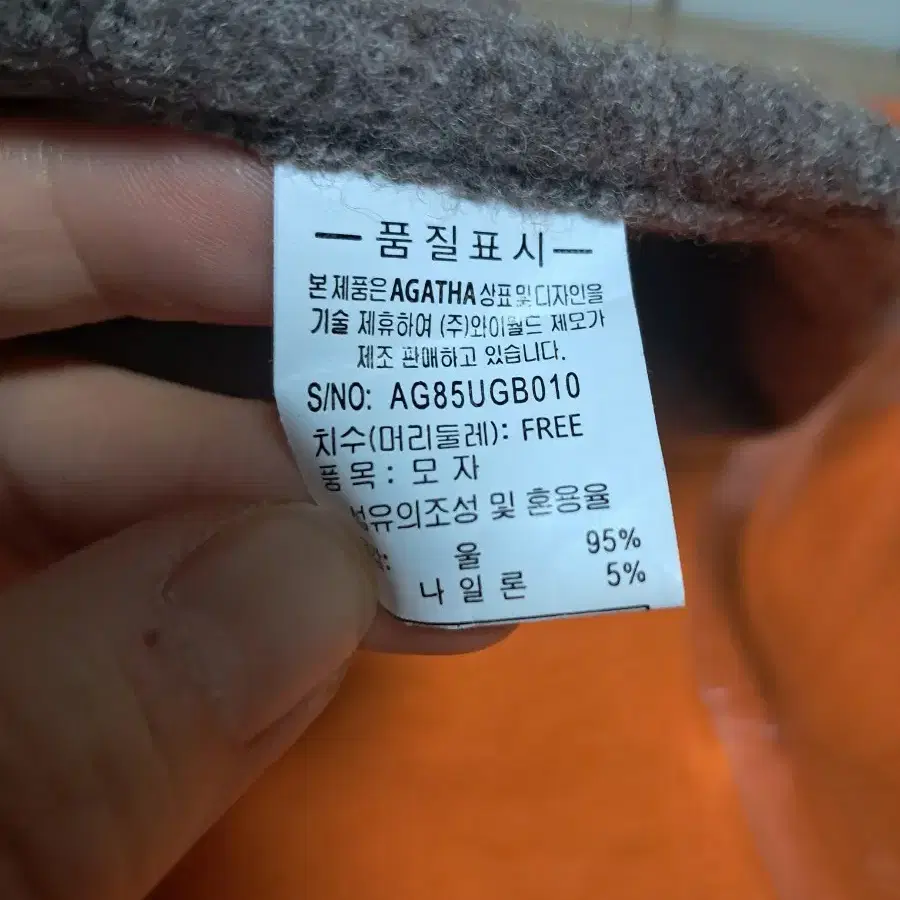 — 품질표시 —
본 제품은 AGATHA 상표 및 디자인을
기술 제휴하여 (주)와이월드 제모가
제조 판매하고 있습니다.
S/NO: AG85UGB010
치수(머리둘레): FREE
품목 : 모자
섬유의조성 및 혼용율
울 95%
나일론 5%